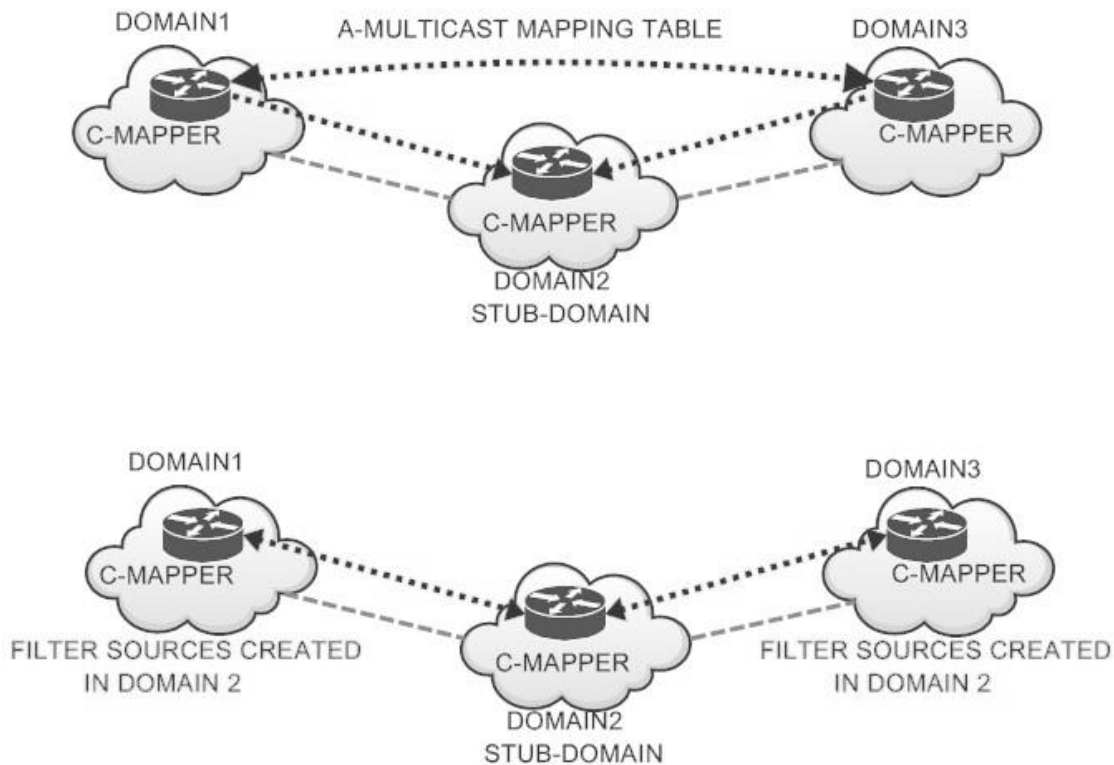 DOMAIN1
A-MULTICAST MAPPING TABLE
DOMAIN3
C-MAPPER
C-MAPPER
C-MAPPER
DOMAIN2
STUB-DOMAIN
DOMAIN1
DOMAIN3
C-MAPPER
C-MAPPER
FILTER SOURCES CREATED
IN DOMAIN 2
C-MAPPER
FILTER SOURCES CREATED
IN DOMAIN 2
DOMAIN2
STUB-DOMAIN